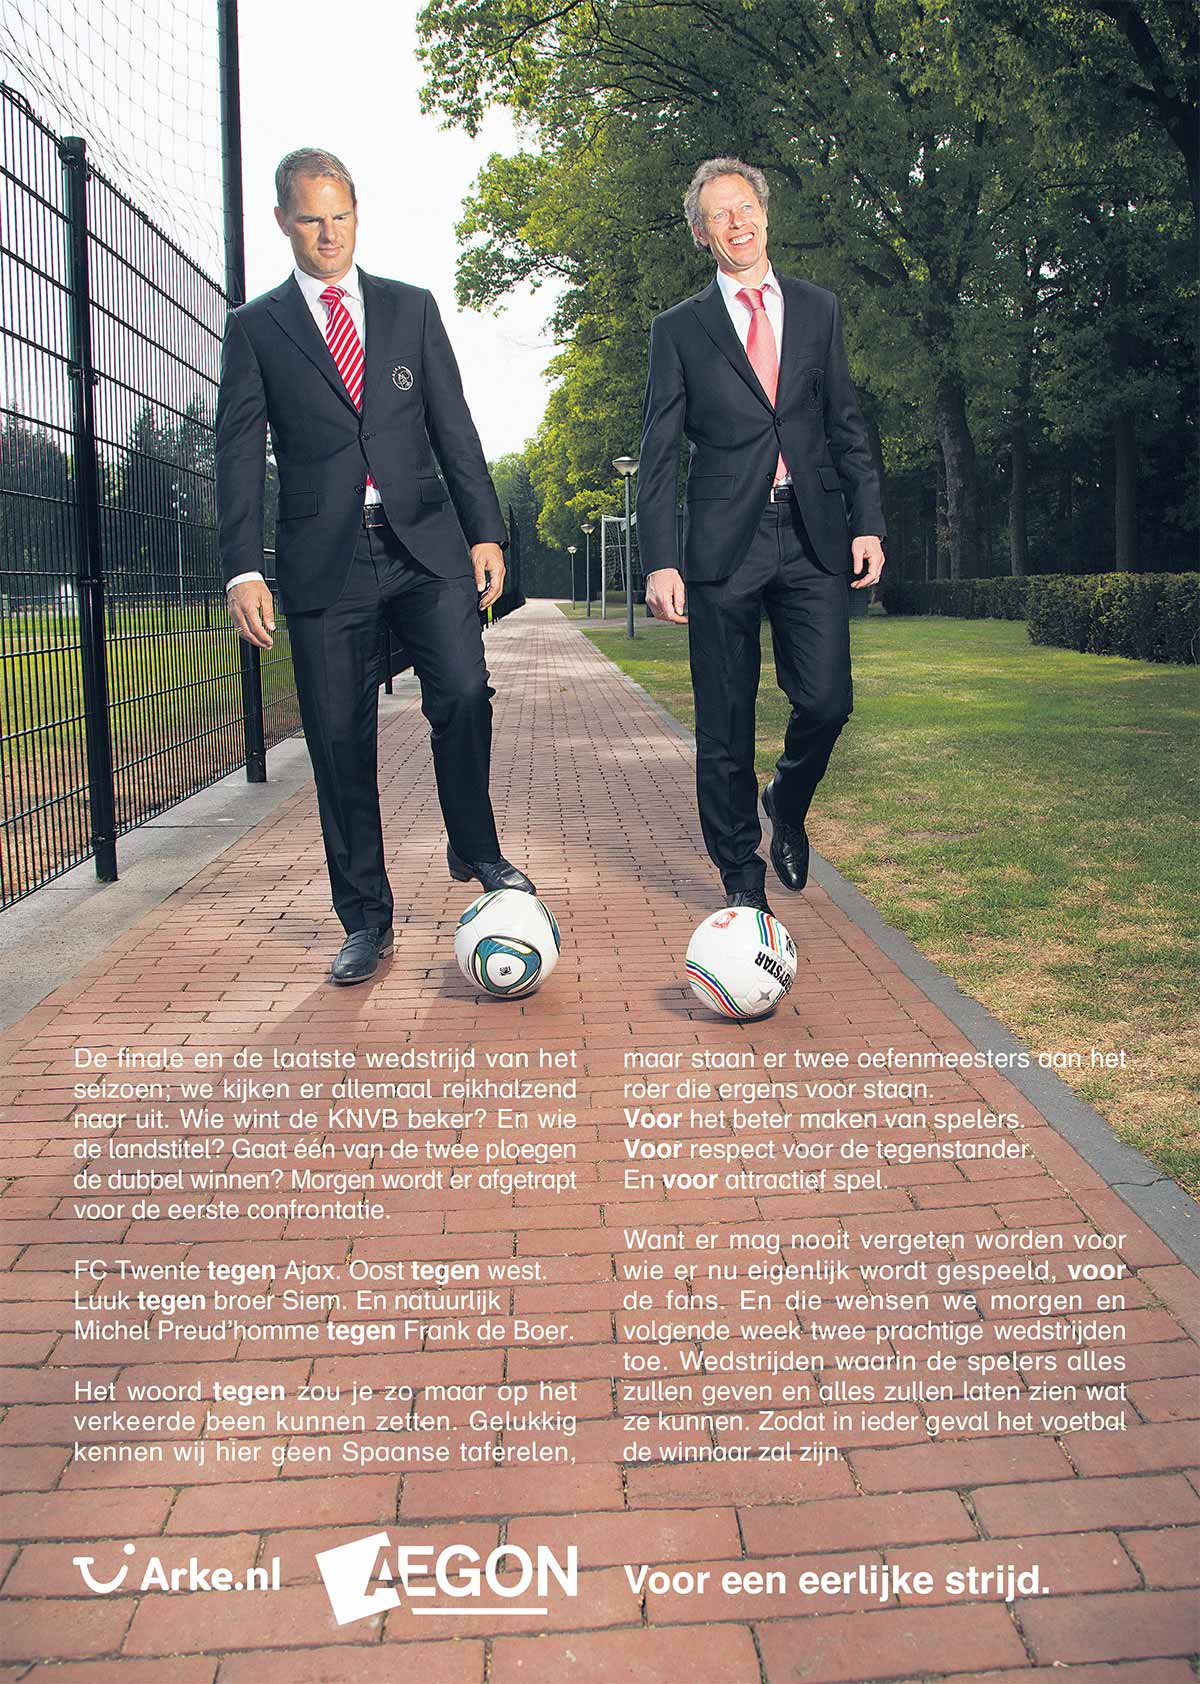 De finale en de laatste wedstrijd van het
seizoen; we kijken er allemaal reikhalzend
naar uit. Wie wint de KNVB beker? En wie
de landstitel? Gaat één van de twee ploegen
de dubbel winnen? Morgen wordt er afgetrapt
voor de eerste confrontatie.
FC Twente tegen Ajax. Oost tegen west.
Luuk tegen broer Siem. En natuurlijk
Michel Preud'homme tegen Frank de Boer.
Het woord tegen zou je zo maar op het
verkeerde been kunnen zetten. Gelukkig
kennen wij hier geen Spaanse taferelen,
maar staan er twee oefenmeesters aan het
roer die ergens voor staan.
Voor het beter maken van spelers.
Voor respect voor de tegenstander.
En voor attractief spel.
Want er mag nooit vergeten worden voor
wie er nu eigenlijk wordt gespeeld, voor
de fans. En die wensen we morgen en
volgende week twee prachtige wedstrijden
toe. Wedstrijden waarin de spelers alles
zullen geven en alles zullen laten zien wat
ze kunnen. Zodat in ieder geval het voetbal
de winnaar zal zijn.
Arke.nl
AEGON
Voor een eerlijke strijd.